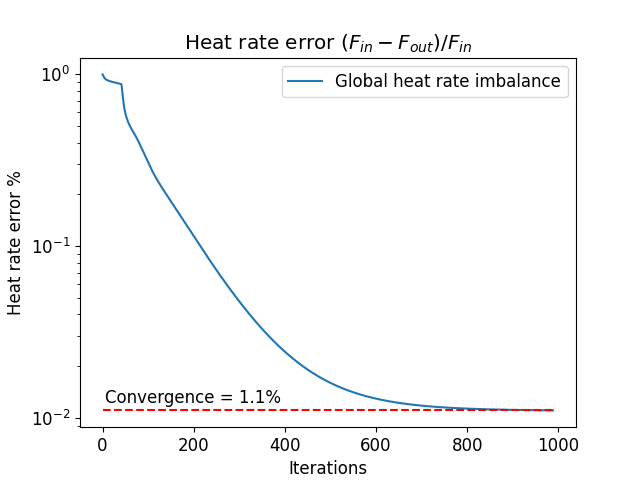 Heat rate error (F_in − F_out)/F_in
Global heat rate imbalance
Heat rate error %
10^0
10^−1
10^−2
Convergence = 1.1%
0 200 400 600 800 1000
Iterations